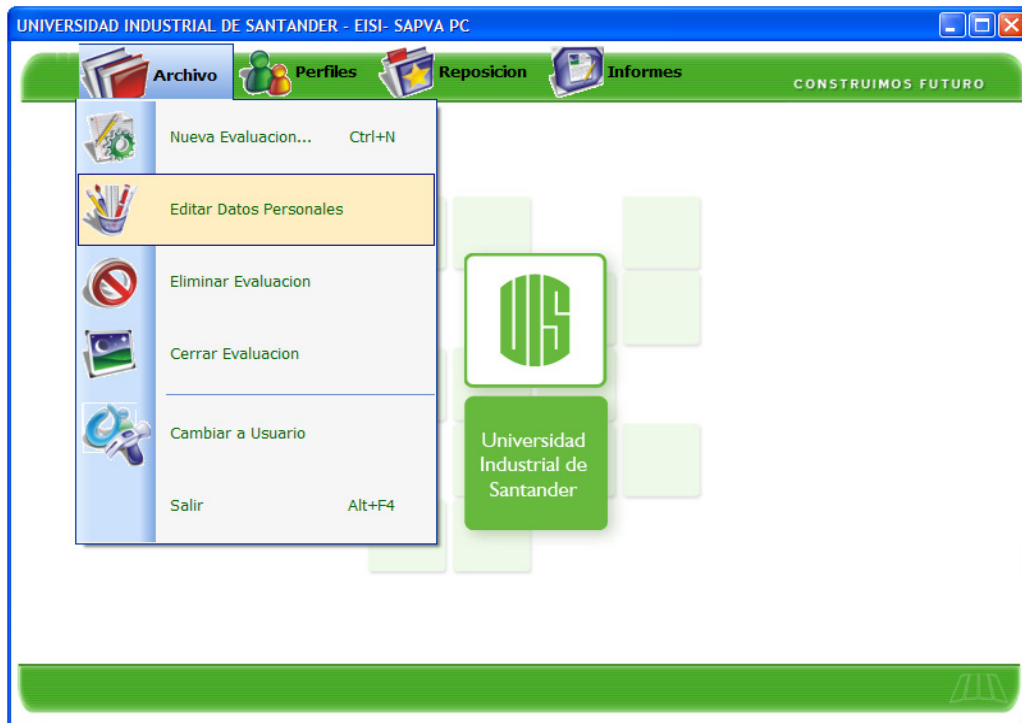 UNIVERSIDAD INDUSTRIAL DE SANTANDER - EISI- SAPVA PC
Archivo Perfiles Reposicion Informes
CONSTRUIMOS FUTURO
Nueva Evaluacion... Ctrl+N
Editar Datos Personales
Eliminar Evaluacion
Cerrar Evaluacion
Cambiar a Usuario
Salir Alt+F4
UIS
Universidad
Industrial de
Santander